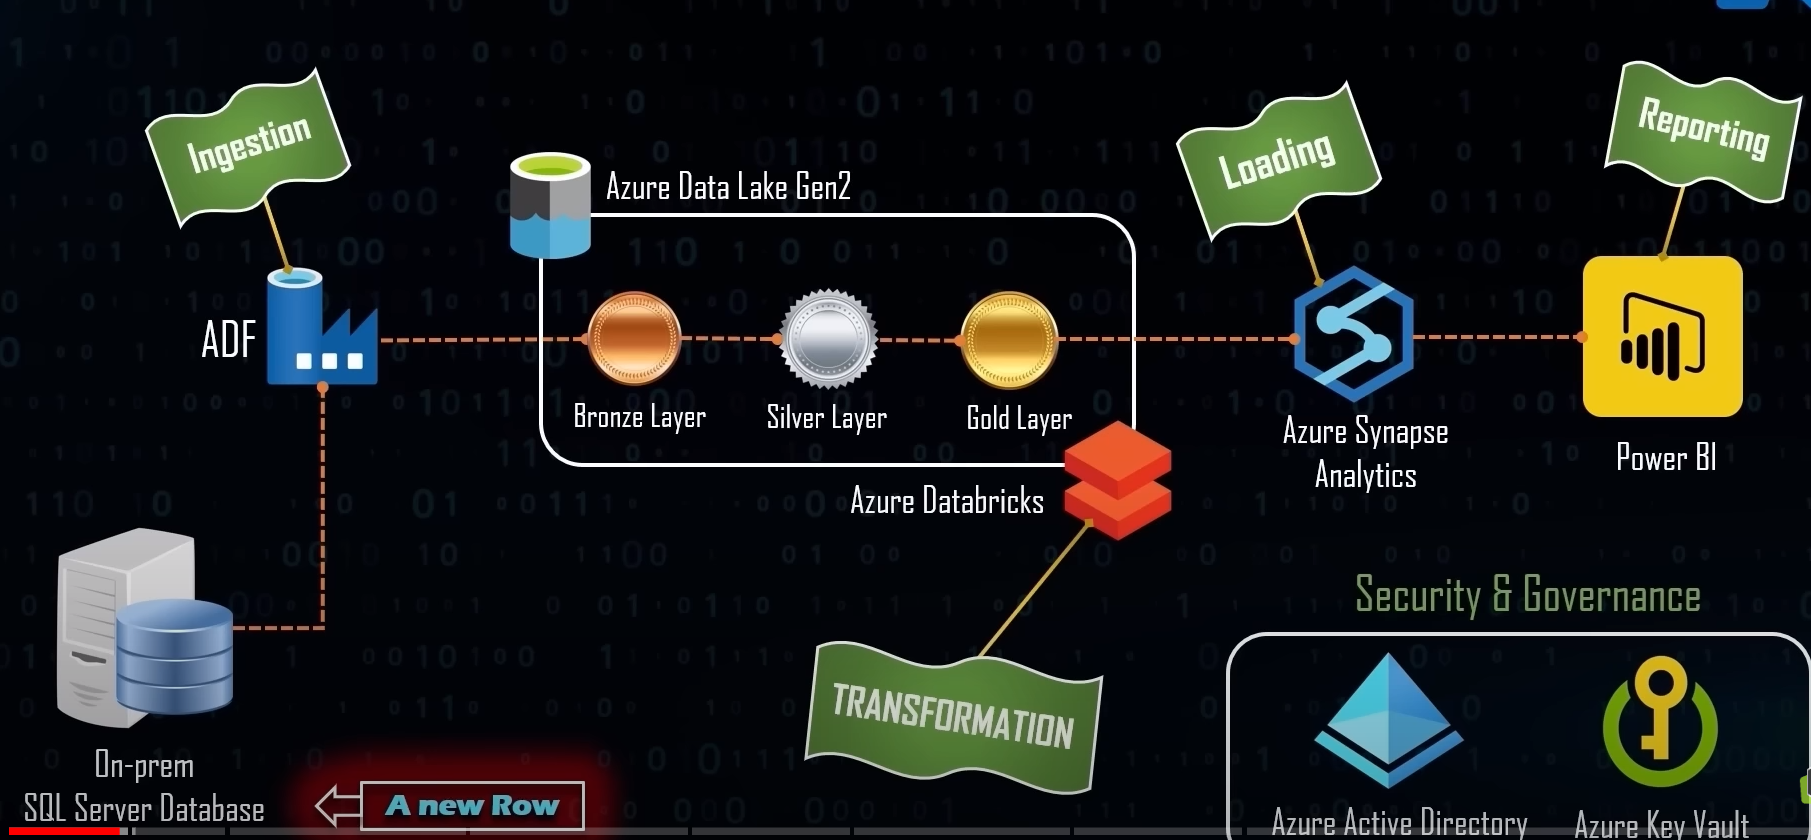 Ingestion
Loading
Reporting
Azure Data Lake Gen2
ADF
Bronze Layer
Silver Layer
Gold Layer
Azure Synapse
Analytics
Power BI
Azure Databricks
TRANSFORMATION
Security & Governance
On-prem
SQL Server Database
A new Row
Azure Active Directory
Azure Key Vault